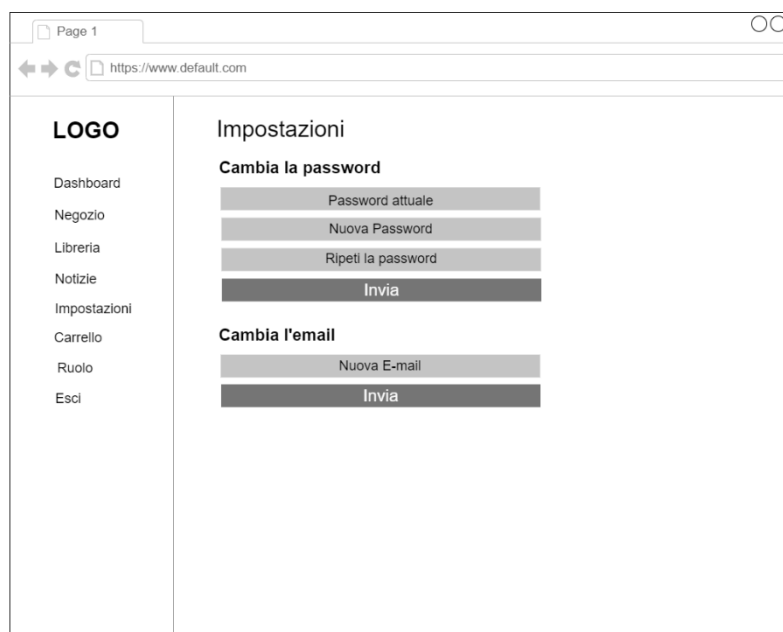 Page 1
https://www.default.com
LOGO
Dashboard
Negozio
Libreria
Notizie
Impostazioni
Carrello
Ruolo
Esci
Impostazioni
Cambia la password
Password attuale
Nuova Password
Ripeti la password
Invia
Cambia l'email
Nuova E-mail
Invia